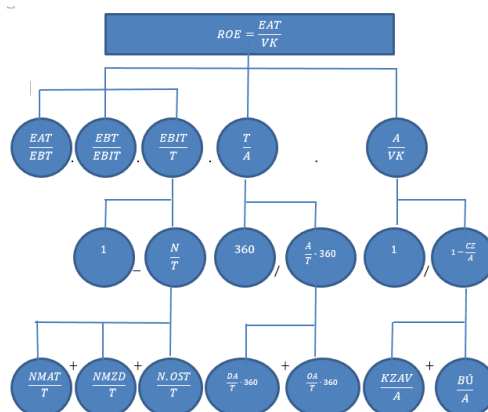 ROE = EAT/VK
EAT/EBT . EBT/EBIT . EBIT/T . T/A . A/VK
1 - N/T 360 / A/T · 360 1 / 1 - CZ/A
NMAT/T + NMZD/T + N.OST/T DA/T · 360 + OA/T · 360 KZAV/A + BÚ/A